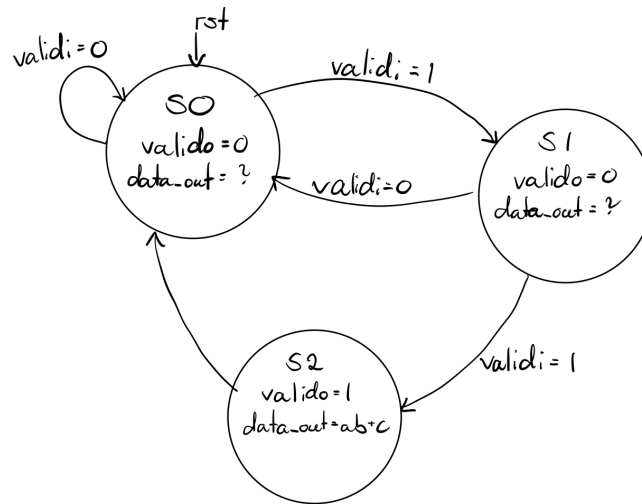 rst
validi=0
validi=1
S0
valido=0
data_out=?
S1
valido=0
data_out=?
validi=0
S2
valido=1
data_out=ab+c
validi=1